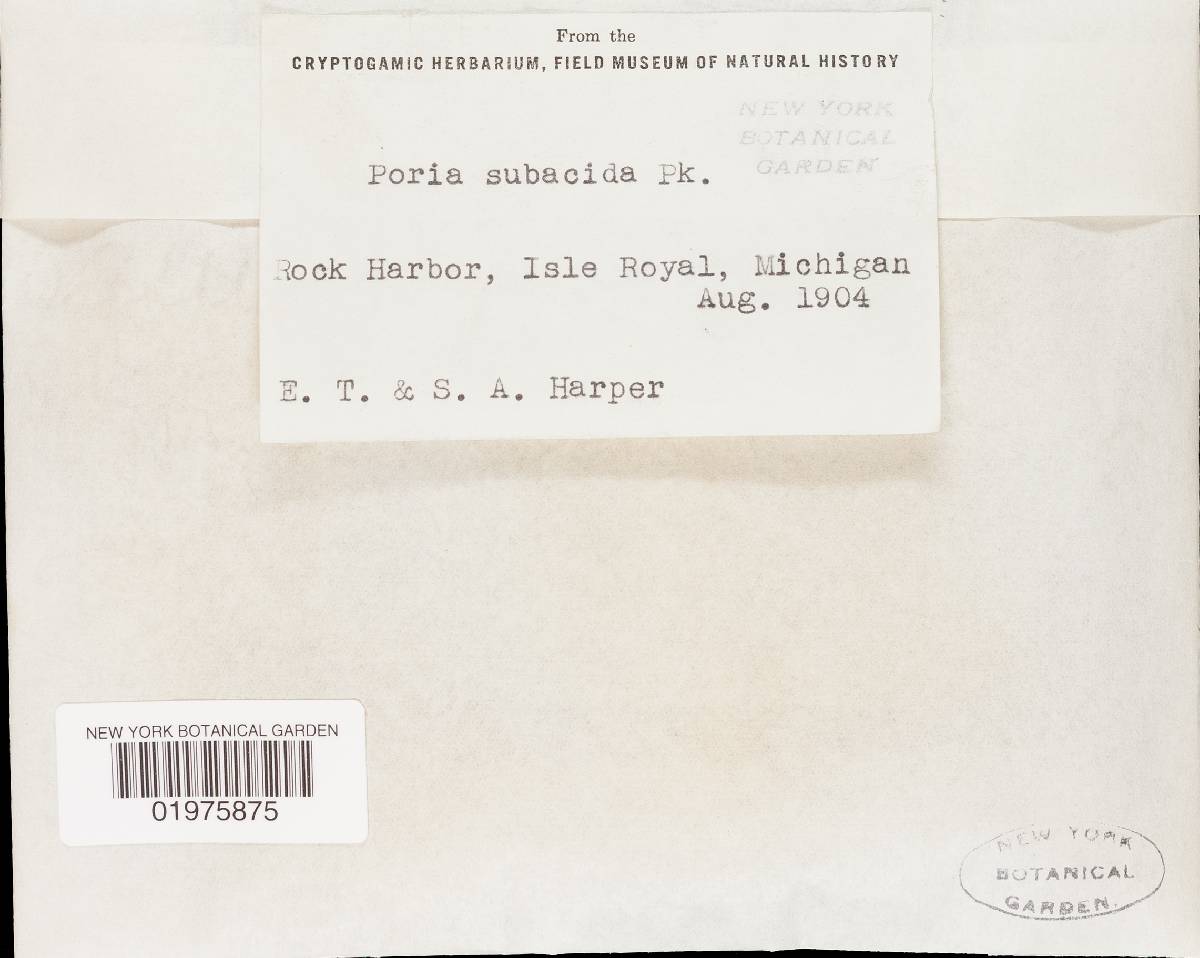 From the
CRYPTOGAMIC HERBARIUM, FIELD MUSEUM OF NATURAL HISTORY
NEW YORK
BOTANICAL
GARDEN
Poria subacida Pk.
Rock Harbor, Isle Royal, Michigan
Aug. 1904
E. T. & S. A. Harper
NEW YORK BOTANICAL GARDEN
01975875
NEW YORK
BOTANICAL
GARDEN.